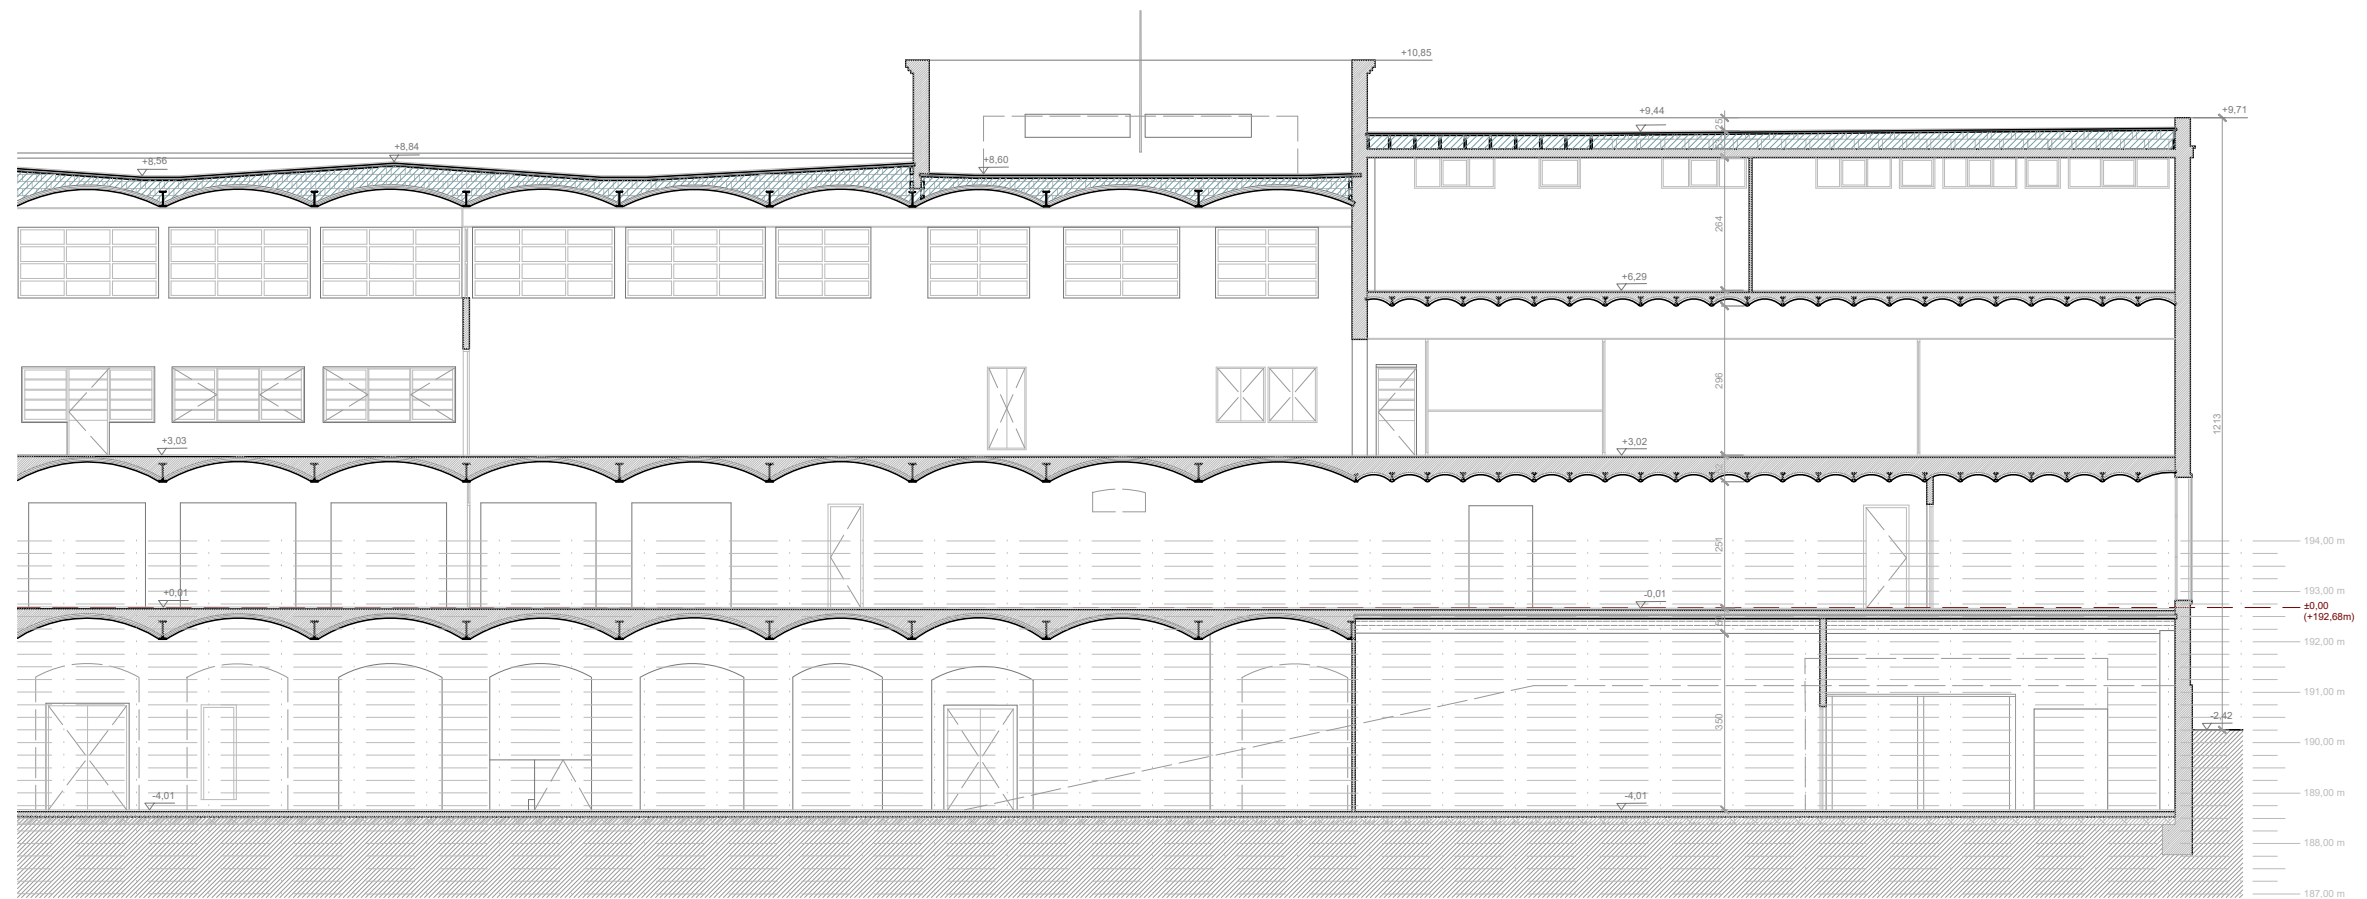 +10,85
+9,44
+9,71
+8,84
+8,56
+8,60
25
264
+6,29
296
1213
+3,03
+3,02
251
194,00 m
193,00 m
+0,01
-0,01
±0,00
(+192,68m)
192,00 m
191,00 m
350
-2,42
190,00 m
-4,01
-4,01
189,00 m
188,00 m
187,00 m